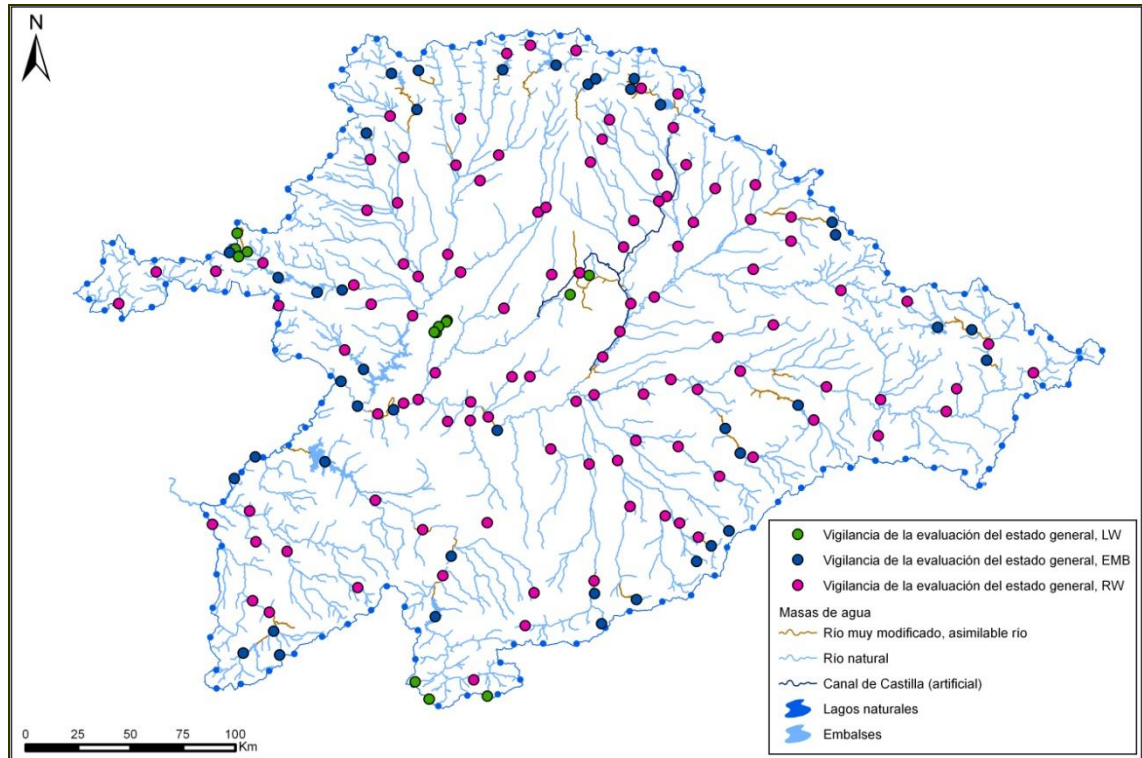 N
Vigilancia de la evaluación del estado general, LW
Vigilancia de la evaluación del estado general, EMB
Vigilancia de la evaluación del estado general, RW
Masas de agua
Río muy modificado, asimilable río
Río natural
Canal de Castilla (artificial)
Lagos naturales
Embalses
0 25 50 75 100
Km